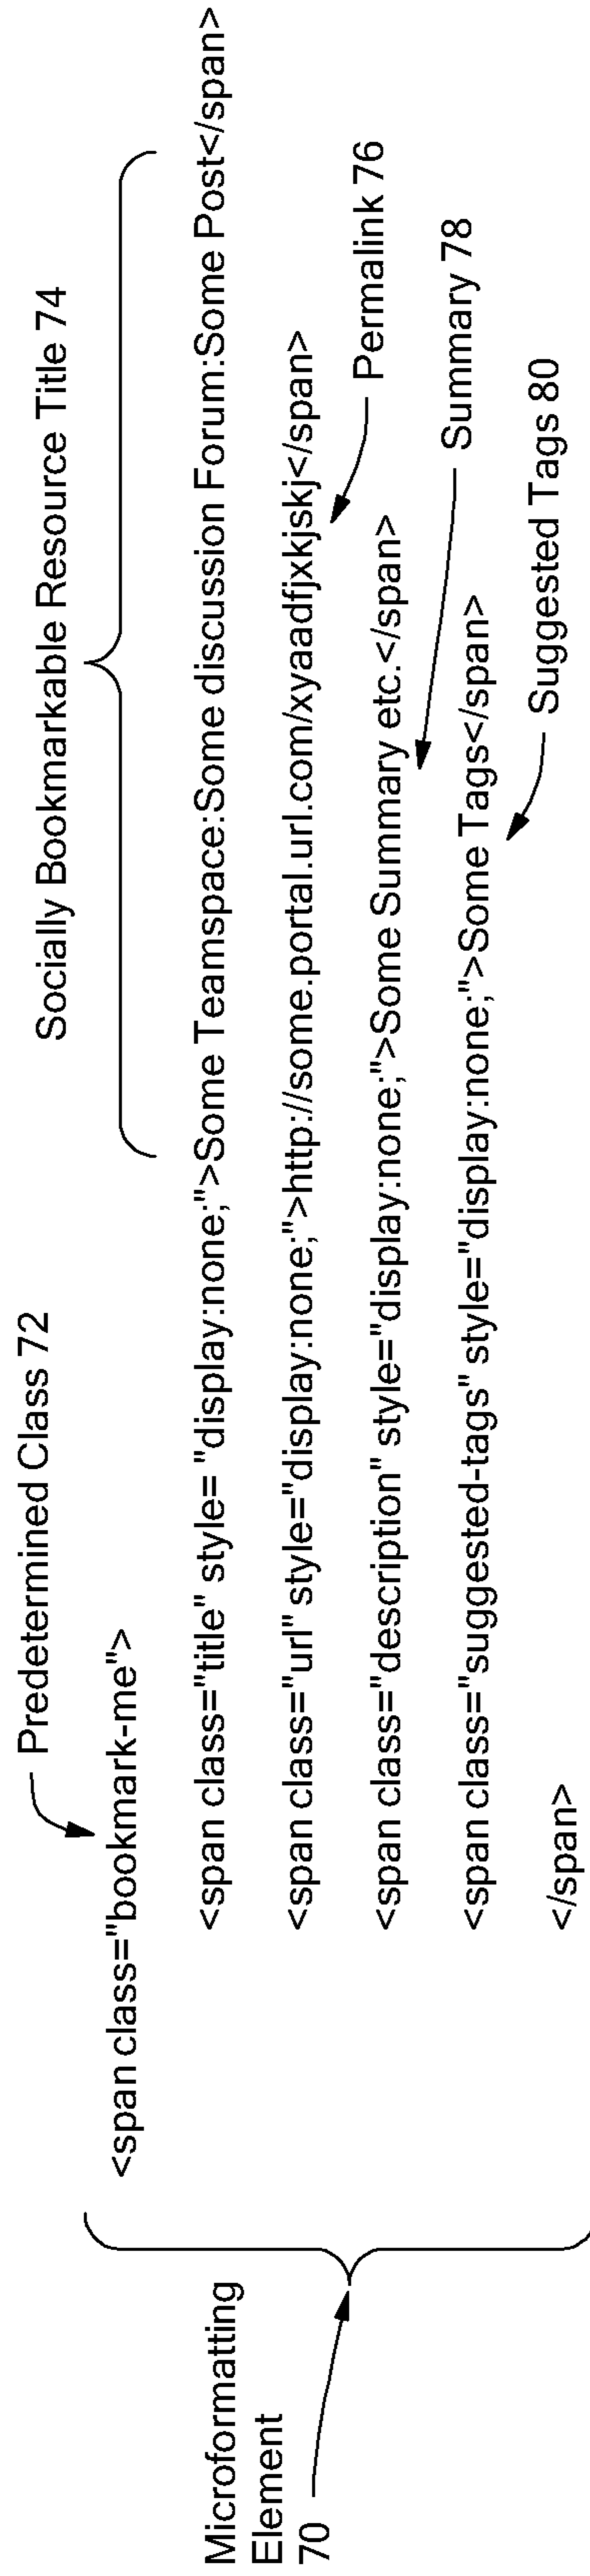 Microformatting
Element
70
Predetermined Class 72
Socially Bookmarkable Resource Title 74
<span class="bookmark-me">
<span class="title" style= "display:none;">Some Teamspace:Some discussion Forum:Some Post</span>
<span class="url" style="display:none;">http://some.portal.url.com/xyaadfjxkjskj</span>
Permalink 76
<span class="description" style="display:none;">Some Summary etc.</span>
Summary 78
<span class="suggested-tags" style="display:none;">Some Tags</span>
Suggested Tags 80
</span>